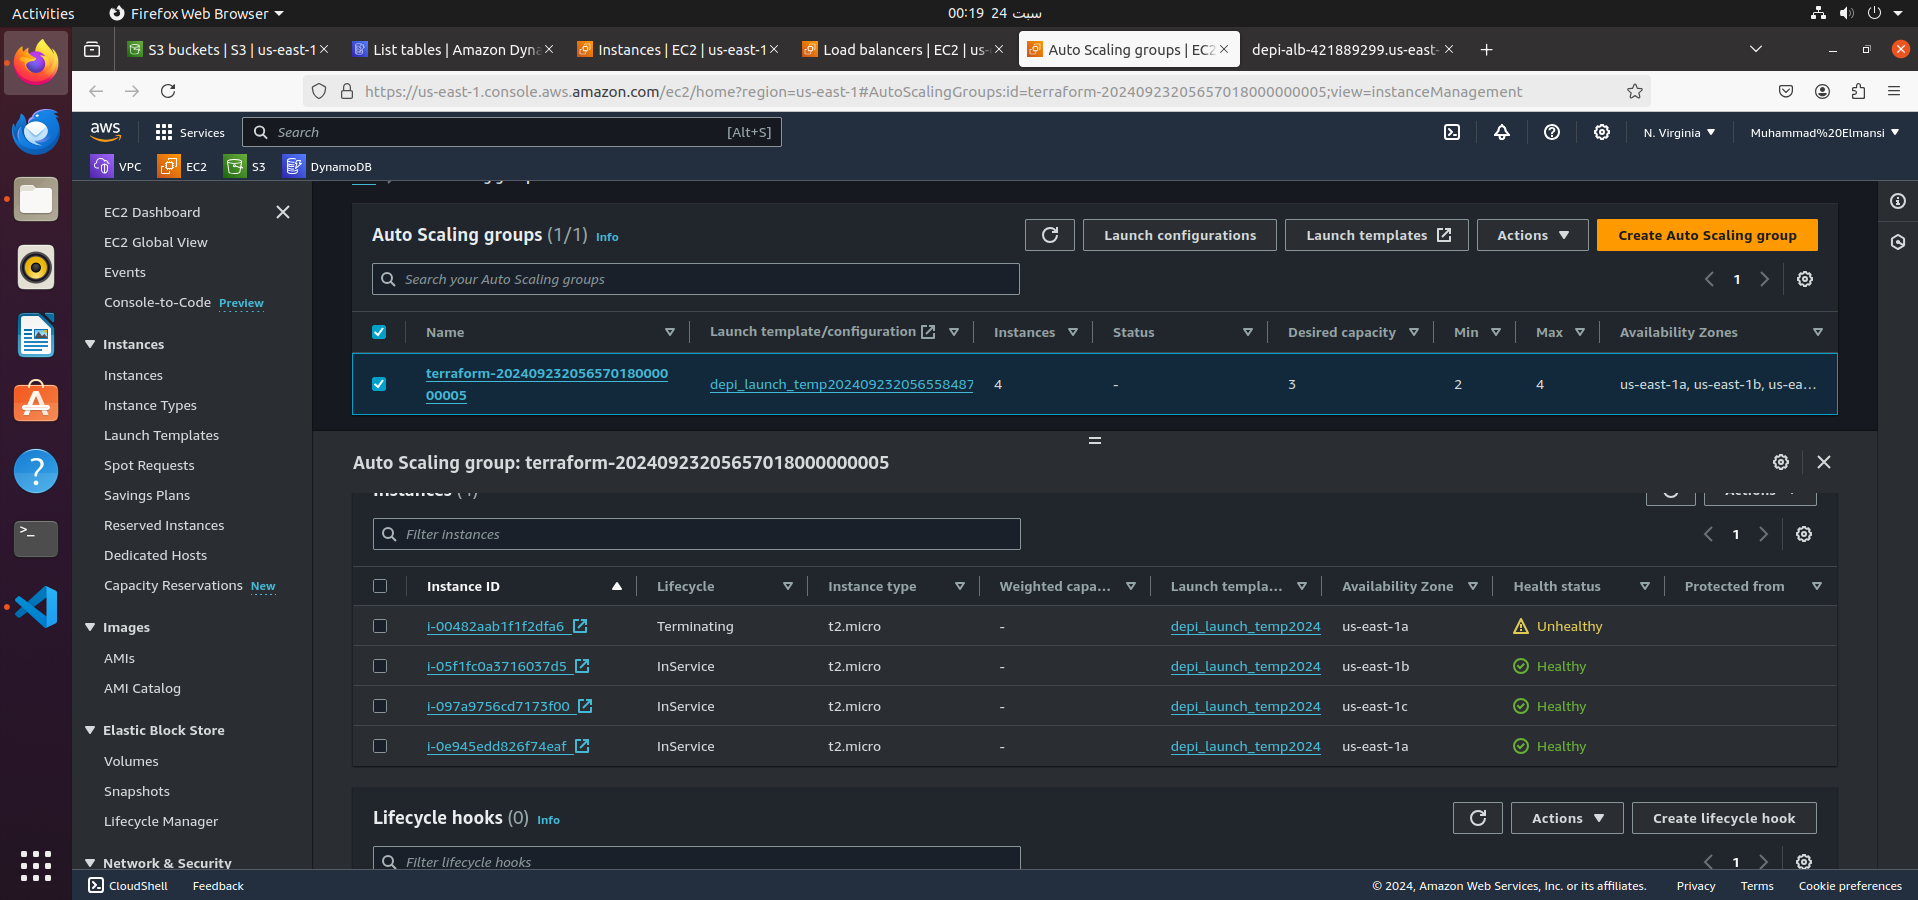 Activities
Firefox Web Browser
00:19 24 سبت
S3 buckets | S3 | us-east-1
List tables | Amazon Dyna
Instances | EC2 | us-east-1
Load balancers | EC2 | us-
Auto Scaling groups | EC2
depi-alb-421889299.us-east-
https://us-east-1.console.aws.amazon.com/ec2/home?region=us-east-1#AutoScalingGroups:id=terraform-20240923205657018000000005;view=instanceManagement
aws
Services
Search
[Alt+S]
N. Virginia
Muhammad%20Elmansi
VPC
EC2
S3
DynamoDB
EC2 Dashboard
EC2 Global View
Events
Console-to-Code Preview
Instances
Instances
Instance Types
Launch Templates
Spot Requests
Savings Plans
Reserved Instances
Dedicated Hosts
Capacity Reservations New
Images
AMIs
AMI Catalog
Elastic Block Store
Volumes
Snapshots
Lifecycle Manager
Network & Security
Auto Scaling groups (1/1) Info
Launch configurations
Launch templates
Actions
Create Auto Scaling group
Search your Auto Scaling groups
1
Name
Launch template/configuration
Instances
Status
Desired capacity
Min
Max
Availability Zones
terraform-202409232056570180000
00005
depi_launch_temp202409232056558487
4
-
3
2
4
us-east-1a, us-east-1b, us-ea...
Auto Scaling group: terraform-20240923205657018000000005
Instances (4)
Actions
Filter instances
1
Instance ID
Lifecycle
Instance type
Weighted capa...
Launch templa...
Availability Zone
Health status
Protected from
i-00482aab1f1f2dfa6 Terminating t2.micro - depi_launch_temp2024 us-east-1a Unhealthy
i-05f1fc0a3716037d5 InService t2.micro - depi_launch_temp2024 us-east-1b Healthy
i-097a9756cd7173f00 InService t2.micro - depi_launch_temp2024 us-east-1c Healthy
i-0e945edd826f74eaf InService t2.micro - depi_launch_temp2024 us-east-1a Healthy
Lifecycle hooks (0) Info
Actions
Create lifecycle hook
Filter lifecycle hooks
1
CloudShell
Feedback
© 2024, Amazon Web Services, Inc. or its affiliates.
Privacy
Terms
Cookie preferences